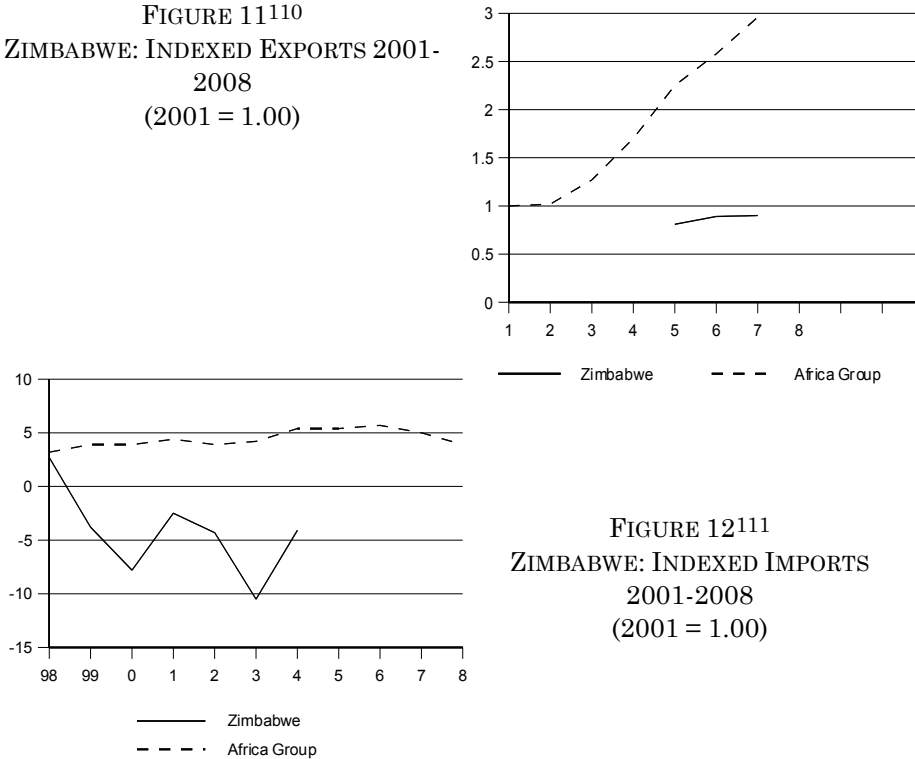 FIGURE 11110
ZIMBABWE: INDEXED EXPORTS 2001-
2008
(2001 = 1.00)
3
2.5
2
1.5
1
0.5
0
1 2 3 4 5 6 7 8
Zimbabwe Africa Group
10
5
0
-5
-10
-15
98 99 0 1 2 3 4 5 6 7 8
Zimbabwe
Africa Group
FIGURE 12111
ZIMBABWE: INDEXED IMPORTS
2001-2008
(2001 = 1.00)